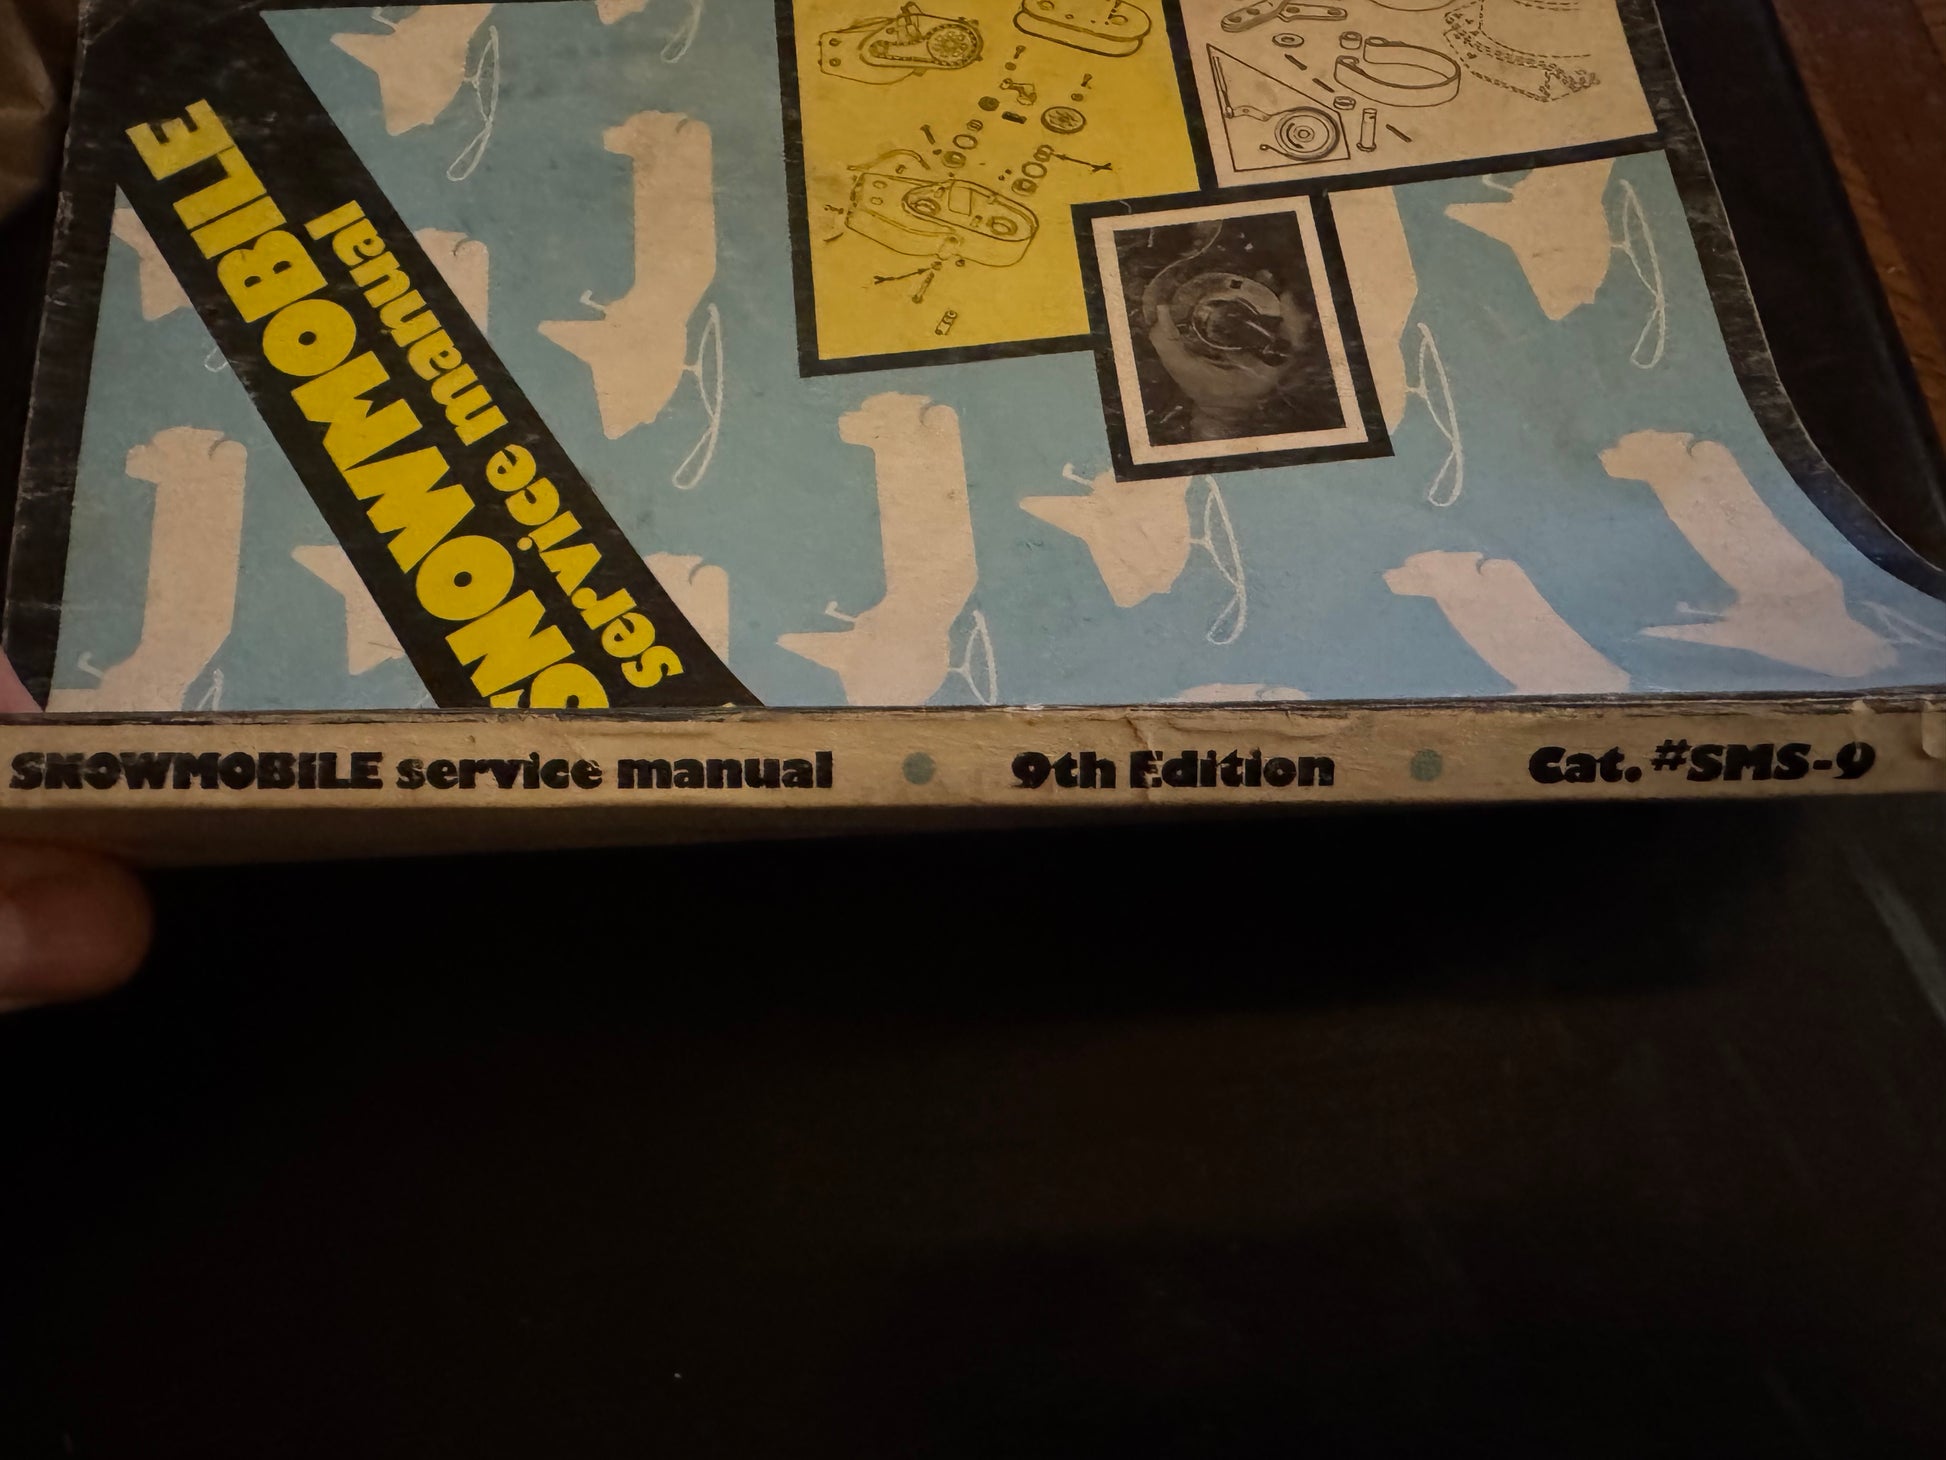 SNOWMOBILE
service manual
SNOWMOBILE service manual • 9th Edition • Cat. #SMS-9